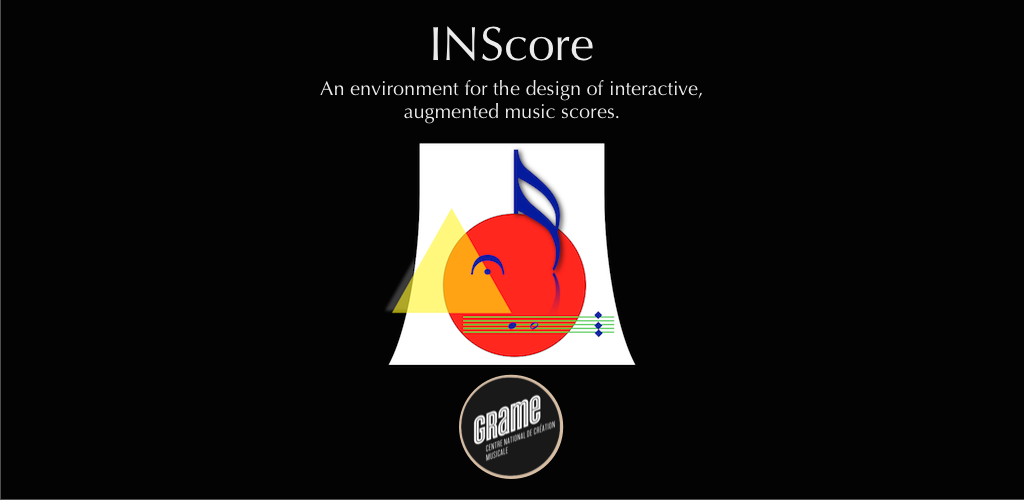 INScore
An environment for the design of interactive,
augmented music scores.
GRame
CENTRE NATIONAL DE CRÉATION
MUSICALE